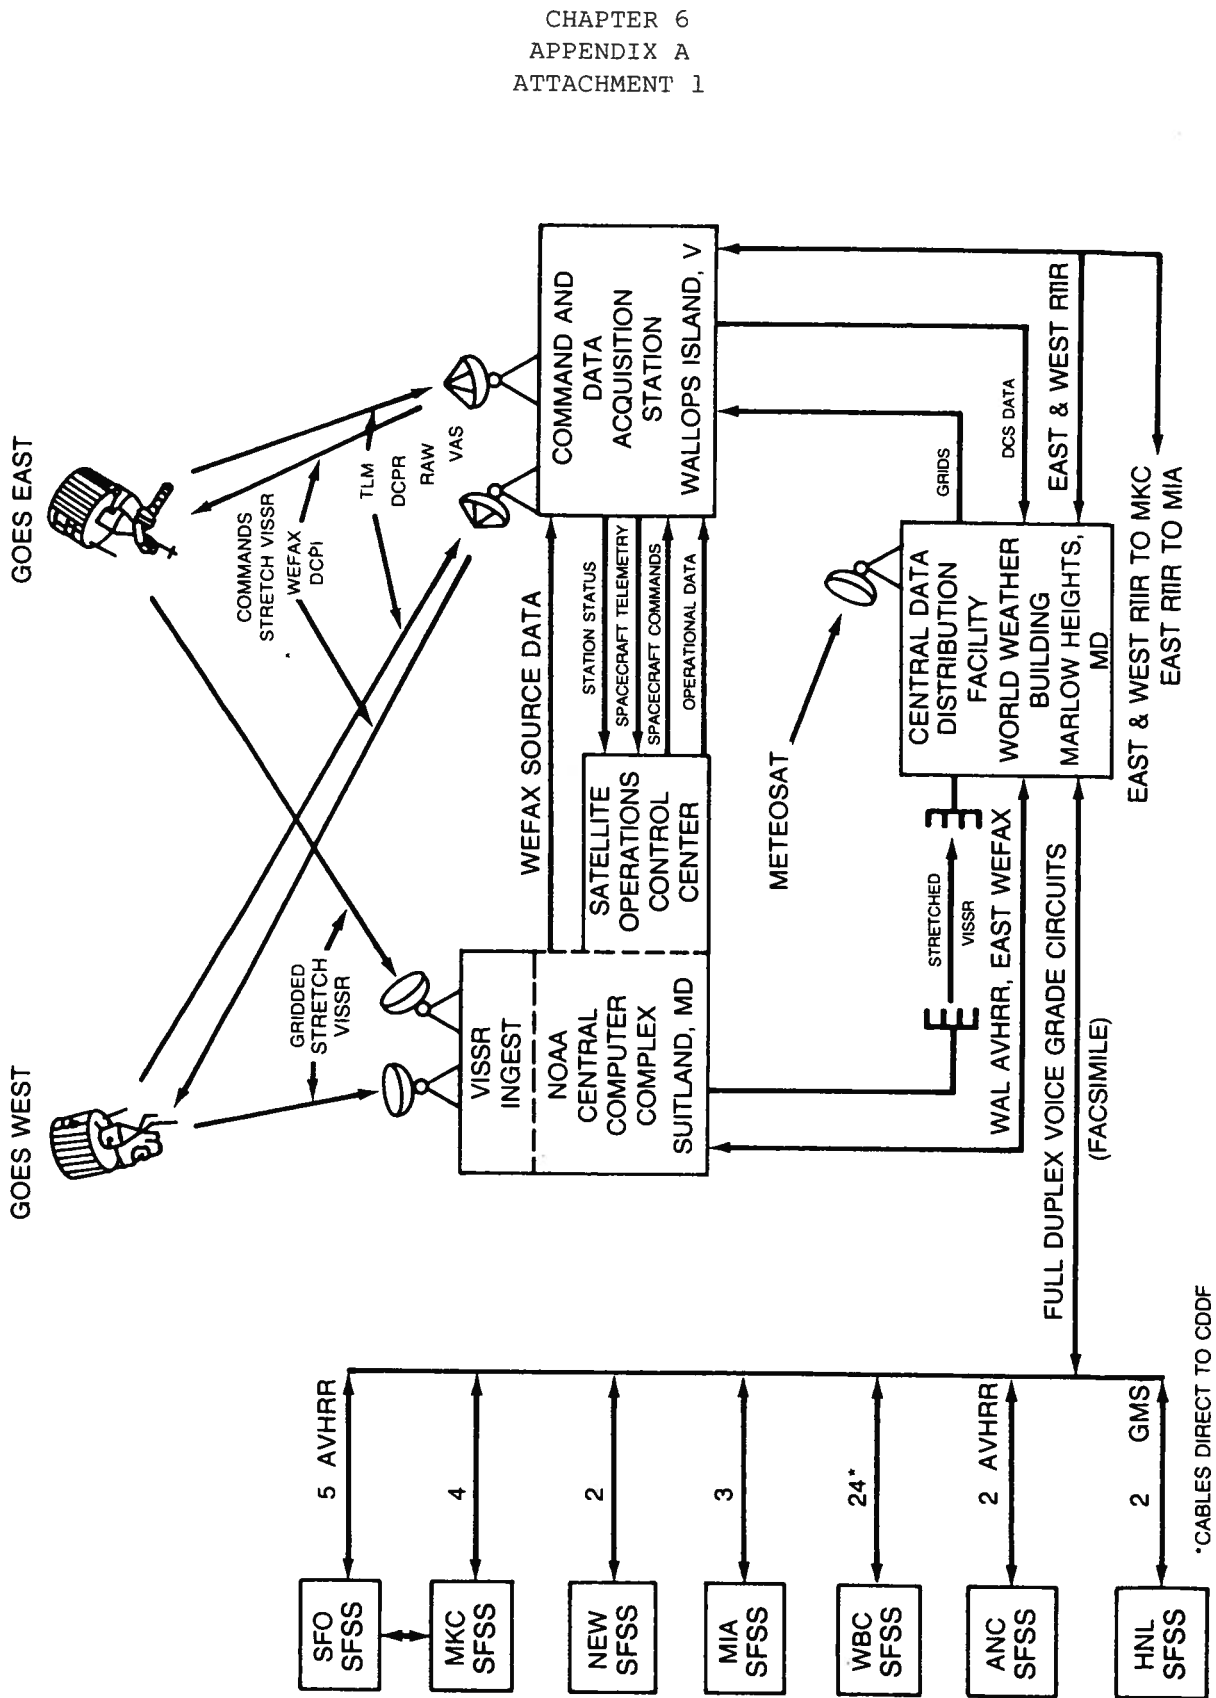 CHAPTER 6
APPENDIX A
ATTACHMENT 1
GOES WEST
GOES EAST
COMMANDS
STRETCH VISSR
WEFAX
DCPI
TLM
DCPR
RAW
VAS
GRIDDED
STRETCH
VISSR
VISSR
INGEST
NOAA
CENTRAL
COMPUTER
COMPLEX
SUITLAND, MD
WEFAX SOURCE DATA
SATELLITE
OPERATIONS
CONTROL
CENTER
STATION STATUS
SPACECRAFT TELEMETRY
SPACECRAFT COMMANDS
OPERATIONAL DATA
COMMAND AND
DATA
ACQUISITION
STATION
WALLOPS ISLAND, V
METEOSAT
GRIDS
DCS DATA
EAST & WEST RTIR
STRETCHED
VISSR
CENTRAL DATA
DISTRIBUTION
FACILITY
WORLD WEATHER
BUILDING
MARLOW HEIGHTS,
MD
WAL AVHRR, EAST WEFAX
FULL DUPLEX VOICE GRADE CIRCUITS
(FACSIMILE)
EAST & WEST RTIR TO MKC
EAST RTIR TO MIA
SFO
SFSS
5 AVHRR
MKC
SFSS
4
NEW
SFSS
2
MIA
SFSS
3
WBC
SFSS
24*
ANC
SFSS
2 AVHRR
HNL
SFSS
2 GMS
*CABLES DIRECT TO CDDF